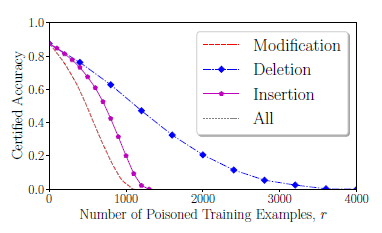 1.0
0.8
0.6
0.4
0.2
0.0
Certified Accuracy
Modification
Deletion
Insertion
All
0 1000 2000 3000 4000
Number of Poisoned Training Examples, r